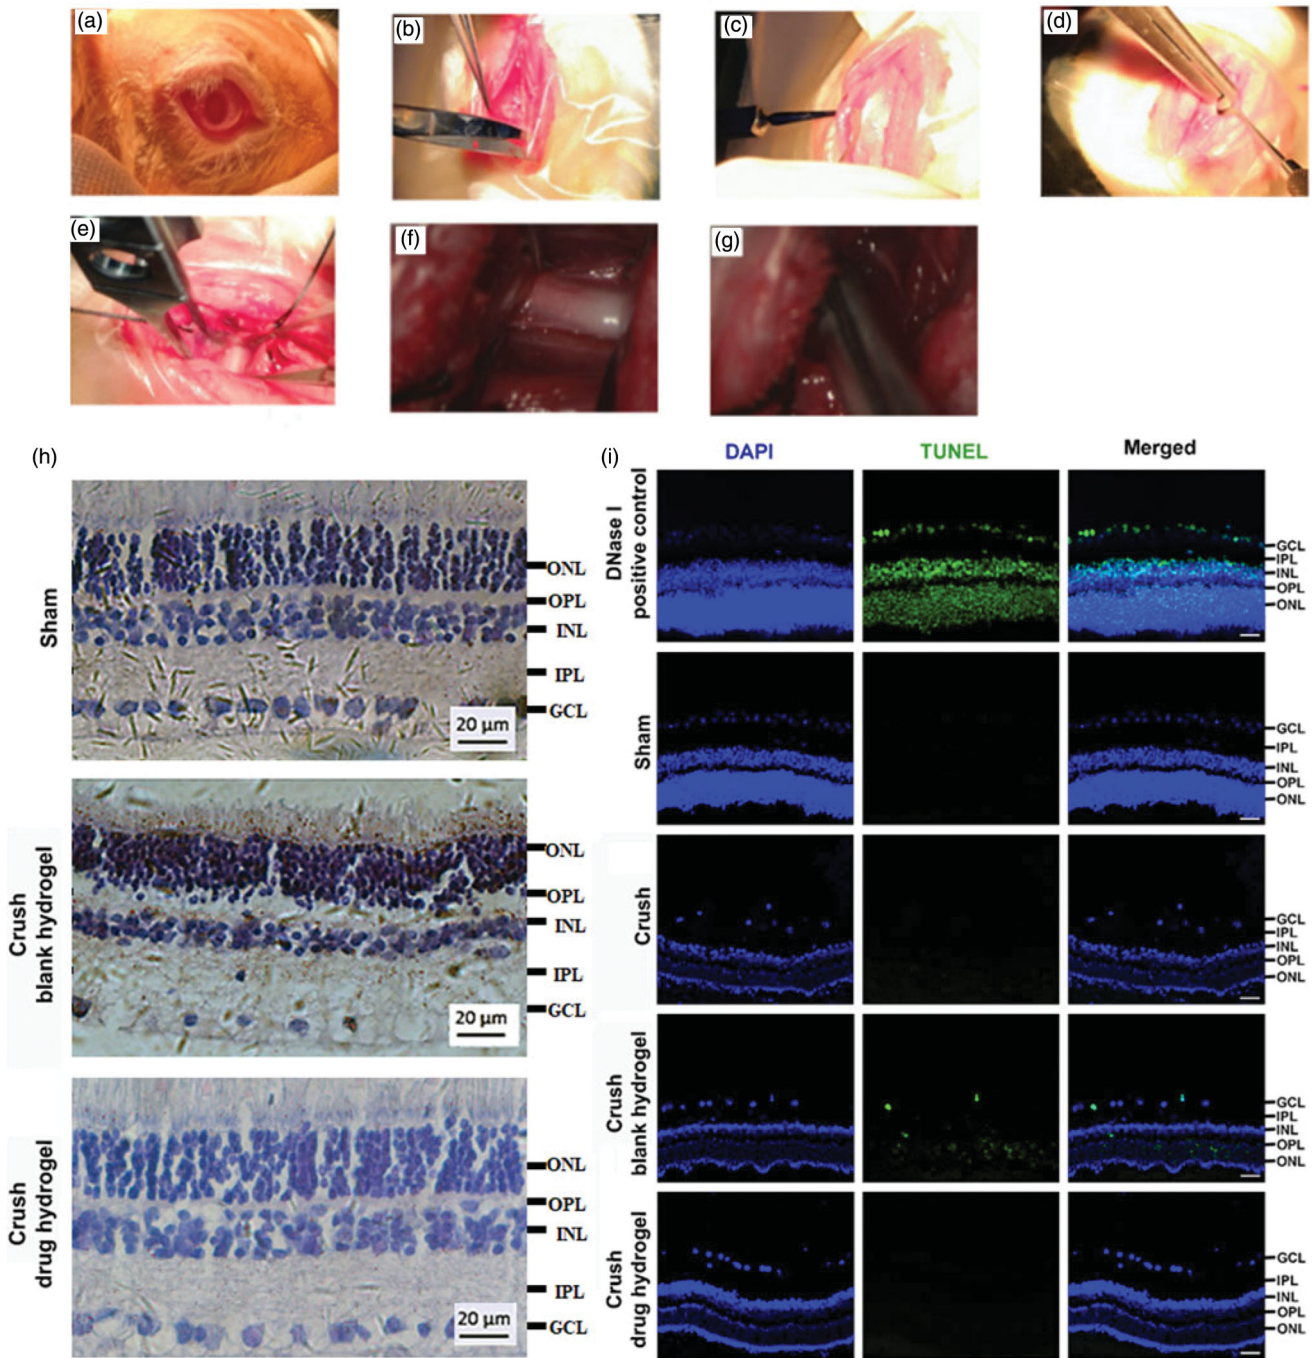 (a)
(b)
(c)
(d)
(e)
(f)
(g)
(h)
Sham
ONL
OPL
INL
IPL
GCL
20 µm
Crush
blank hydrogel
ONL
OPL
INL
IPL
GCL
20 µm
Crush
drug hydrogel
ONL
OPL
INL
IPL
GCL
20 µm
(i)
DAPI
TUNEL
Merged
DNase I
positive control
GCL
IPL
INL
OPL
ONL
Sham
GCL
IPL
INL
OPL
ONL
Crush
GCL
IPL
INL
OPL
ONL
Crush
blank hydrogel
GCL
IPL
INL
OPL
ONL
Crush
drug hydrogel
GCL
IPL
INL
OPL
ONL